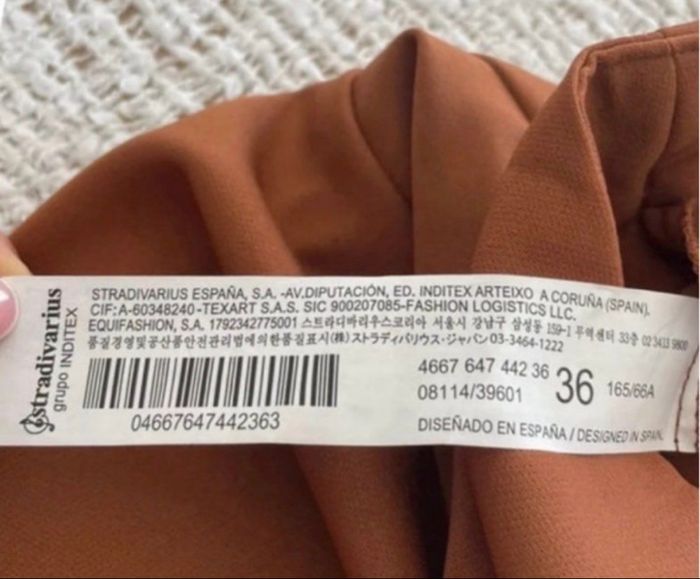 stradivarius
grupo INDITEX
STRADIVARIUS ESPAÑA, S.A. -AV.DIPUTACIÓN, ED. INDITEX ARTEIXO A CORUÑA (SPAIN).
CIF:A-60348240-TEXART S.A.S. SIC 900207085-FASHION LOGISTICS LLC.
EQUIFASHION, S.A. 1792342775001 스트라디바리우스코리아 서울시 강남구 삼성동 159-1 무역센터 33층 02 3413 9800
품질경영및공산품안전관리법에의한품질표시(株) ストラディバリウス·ジャパン03-3464-1222
04667647442363
4667 647 442 36
08114/39601
36
165/66A
DISEÑADO EN ESPAÑA / DESIGNED IN SPAIN